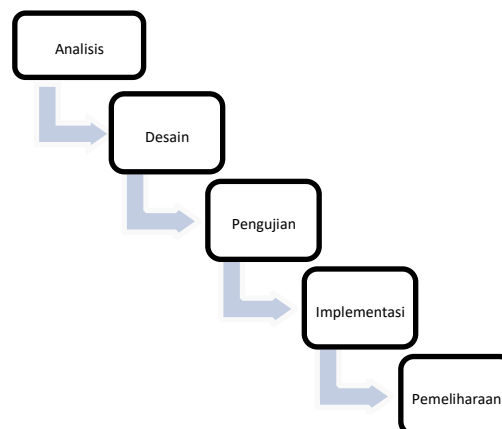 Analisis
Desain
Pengujian
Implementasi
Pemeliharaan